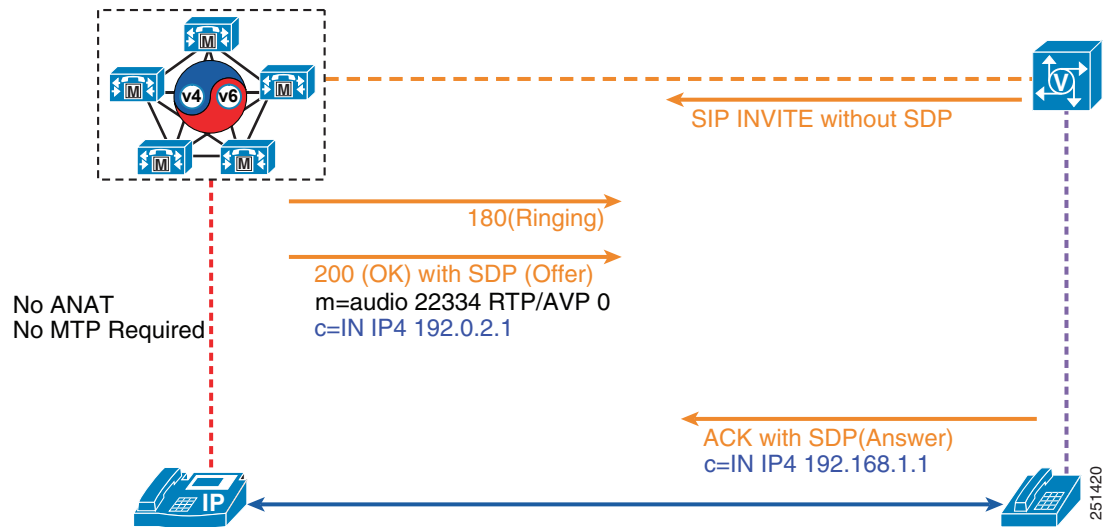 M
M
M
v4
v6
M
M
V
SIP INVITE without SDP
180(Ringing)
200 (OK) with SDP (Offer)
m=audio 22334 RTP/AVP 0
c=IN IP4 192.0.2.1
No ANAT
No MTP Required
ACK with SDP(Answer)
c=IN IP4 192.168.1.1
IP
251420